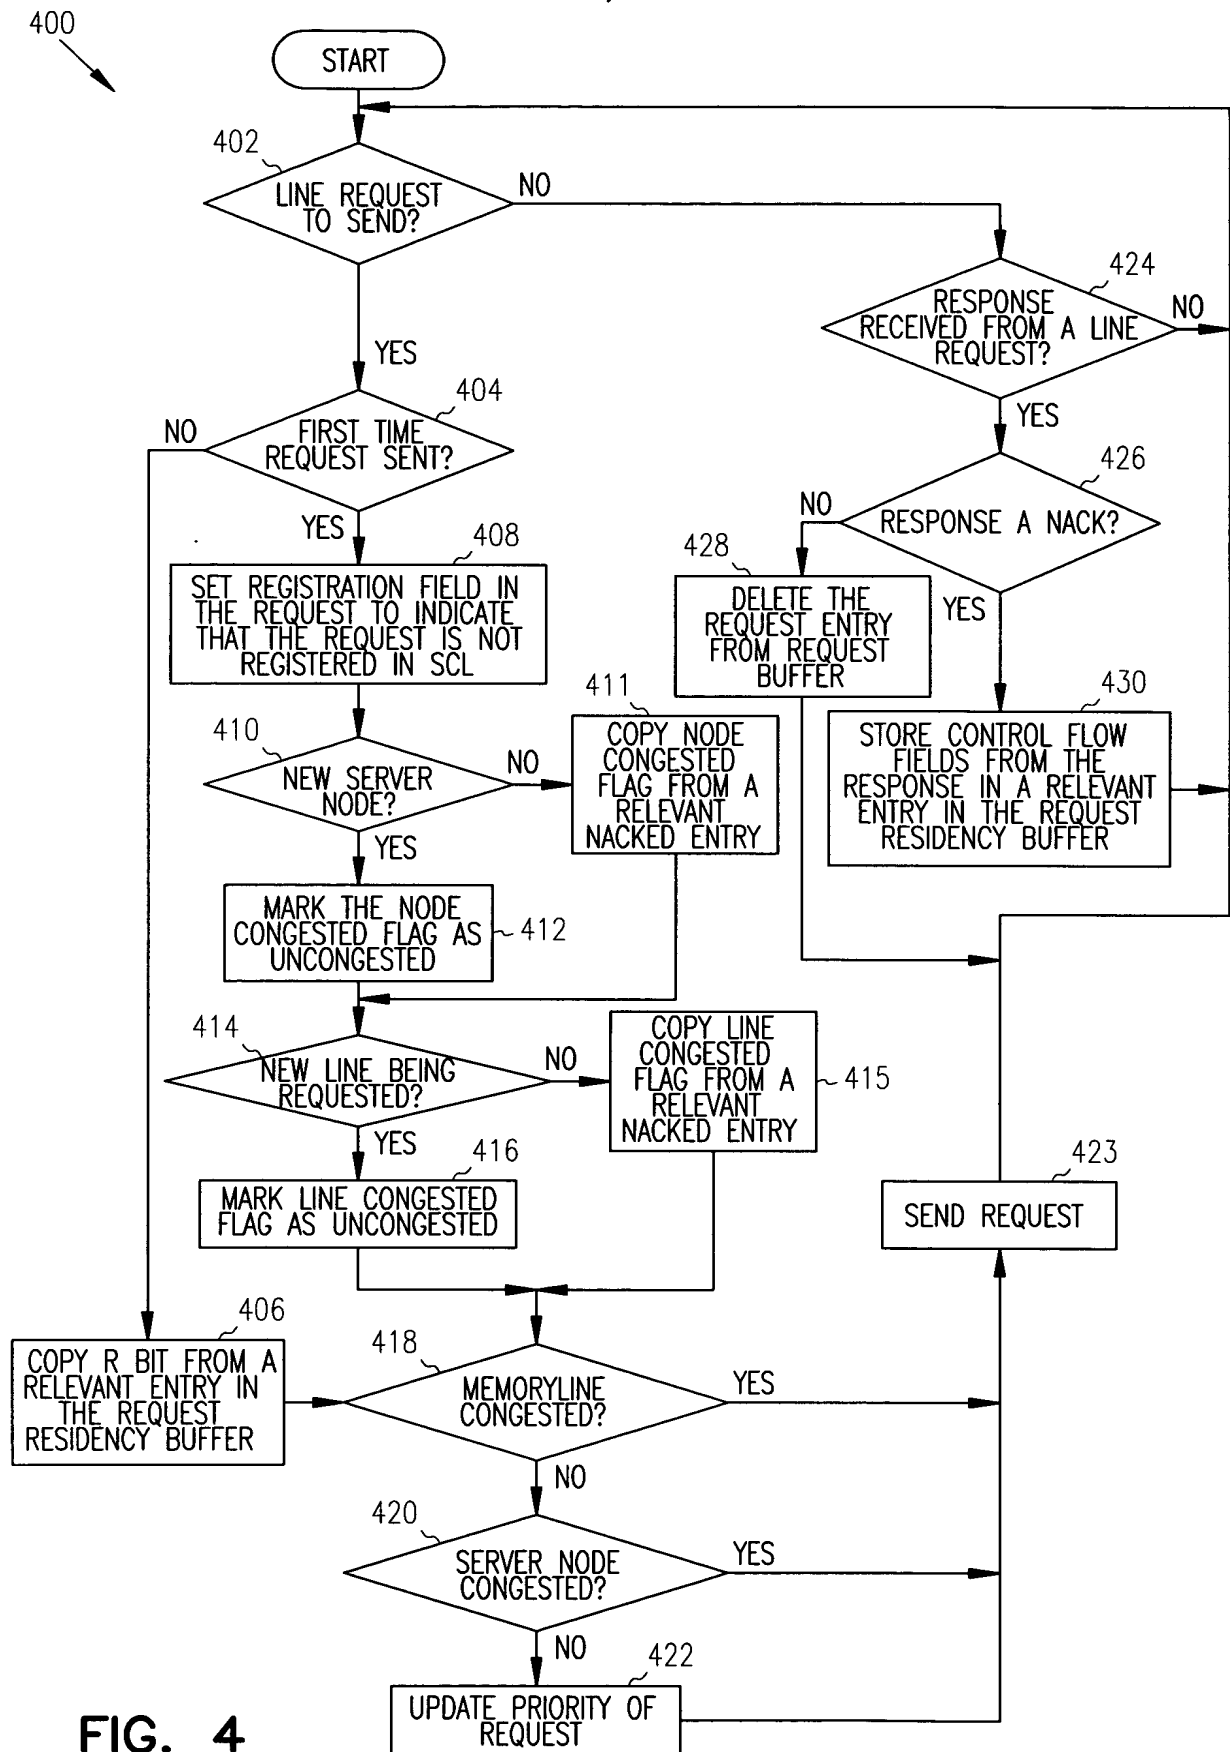 400
START
402
LINE REQUEST
TO SEND?
NO
424
RESPONSE
RECEIVED FROM A LINE
REQUEST?
NO
YES
YES
404
FIRST TIME
REQUEST SENT?
NO
YES
426
RESPONSE A NACK?
NO
YES
408
SET REGISTRATION FIELD IN
THE REQUEST TO INDICATE
THAT THE REQUEST IS NOT
REGISTERED IN SCL
428
DELETE THE
REQUEST ENTRY
FROM REQUEST
BUFFER
430
STORE CONTROL FLOW
FIELDS FROM THE
RESPONSE IN A RELEVANT
ENTRY IN THE REQUEST
RESIDENCY BUFFER
410
NEW SERVER
NODE?
NO
YES
411
COPY NODE
CONGESTED
FLAG FROM A
RELEVANT
NACKED ENTRY
MARK THE NODE
CONGESTED FLAG AS
UNCONGESTED
412
414
NEW LINE BEING
REQUESTED?
NO
YES
COPY LINE
CONGESTED
FLAG FROM A
RELEVANT
NACKED ENTRY
415
416
MARK LINE CONGESTED
FLAG AS UNCONGESTED
423
SEND REQUEST
406
COPY R BIT FROM A
RELEVANT ENTRY IN
THE REQUEST
RESIDENCY BUFFER
418
MEMORYLINE
CONGESTED?
YES
NO
420
SERVER NODE
CONGESTED?
YES
NO
422
UPDATE PRIORITY OF
REQUEST
FIG. 4